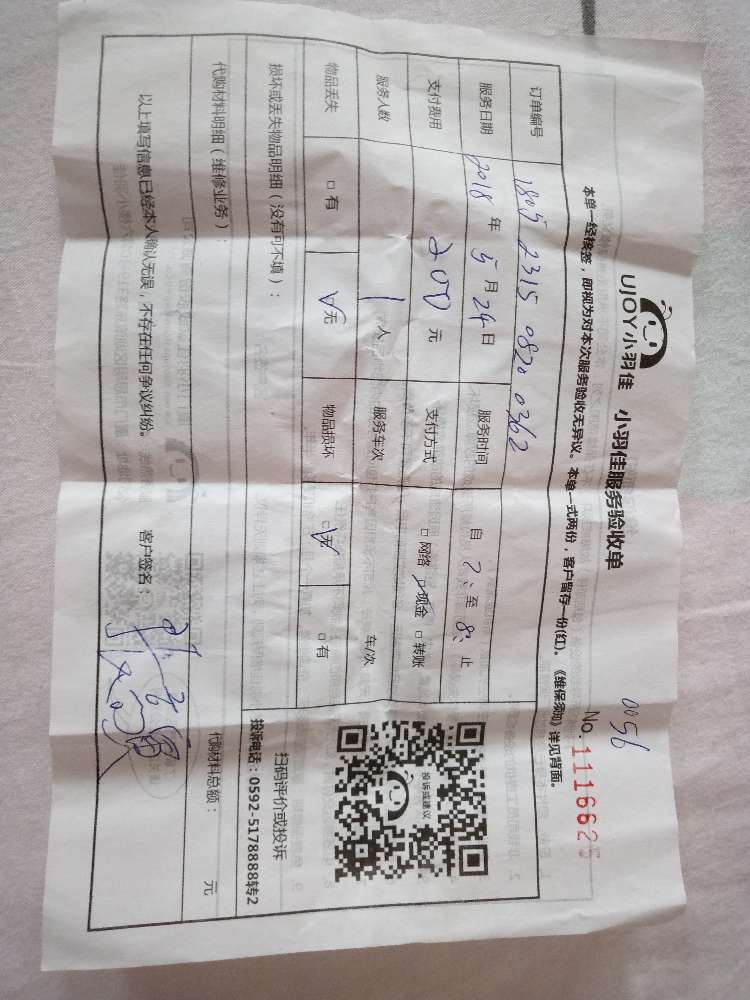 0056
UJOY小羽佳 小羽佳服务验收单
No. 1116625
本单一经核签，即视为对本次服务验收无异议。本单一式两份，客户留存一份(红)。《维保须知》详见背面。
订单编号 1805 2315 0820 0362
服务日期 2018 年 5 月 24 日 服务时间 自 2: 至 8: 止
支付费用 200 元 支付方式 □ 网络 □ 现金 □ 转账
服务人数 1 人 服务车次 车/次
物品丢失 □ 有 □ 无 物品损坏 □ 无 □ 有
投诉或建议
扫码评价或投诉
投诉电话：0592-5178888转2
损坏或丢失物品明细（没有可不填）：
代购材料明细（维修业务）： 代购材料总额： 元
以上填写信息已经本人确认无误，不存在任何争议纠纷。 客户签名：